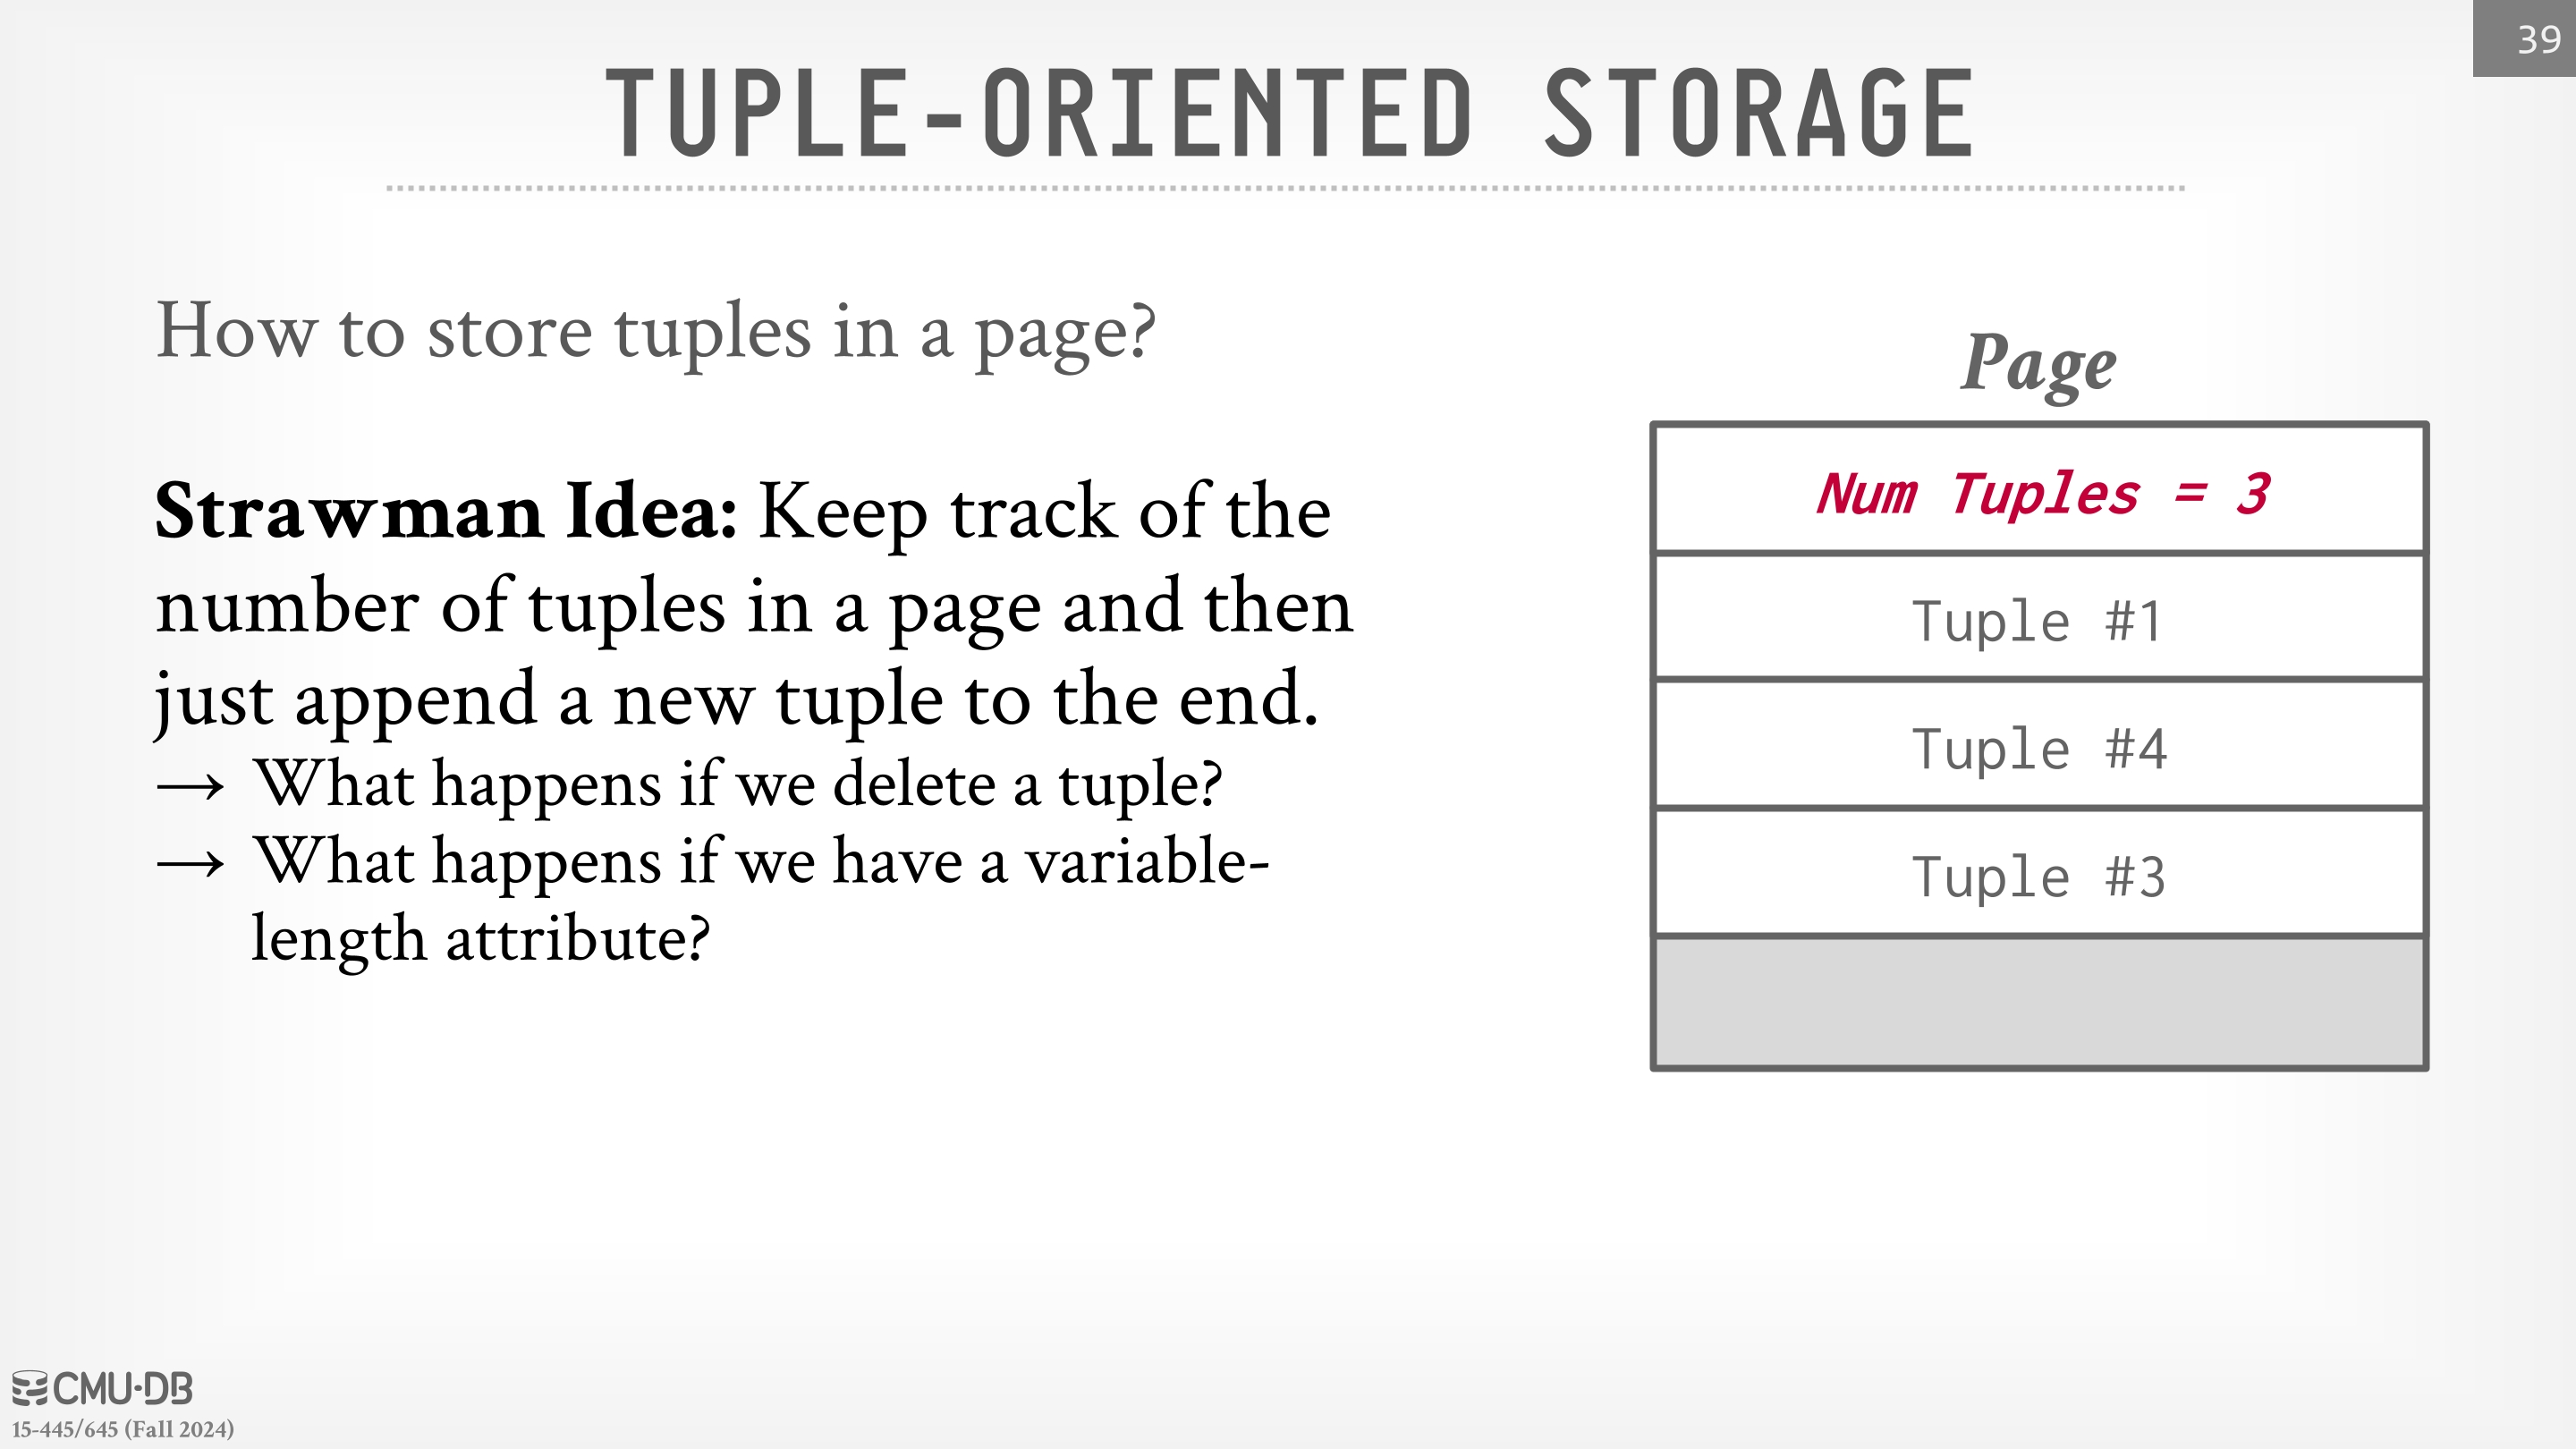 39
TUPLE-ORIENTED STORAGE
How to store tuples in a page?
Strawman Idea: Keep track of the
number of tuples in a page and then
just append a new tuple to the end.
→ What happens if we delete a tuple?
→ What happens if we have a variable-
length attribute?
Page
Num Tuples = 3
Tuple #1
Tuple #4
Tuple #3
CMU·DB
15-445/645 (Fall 2024)